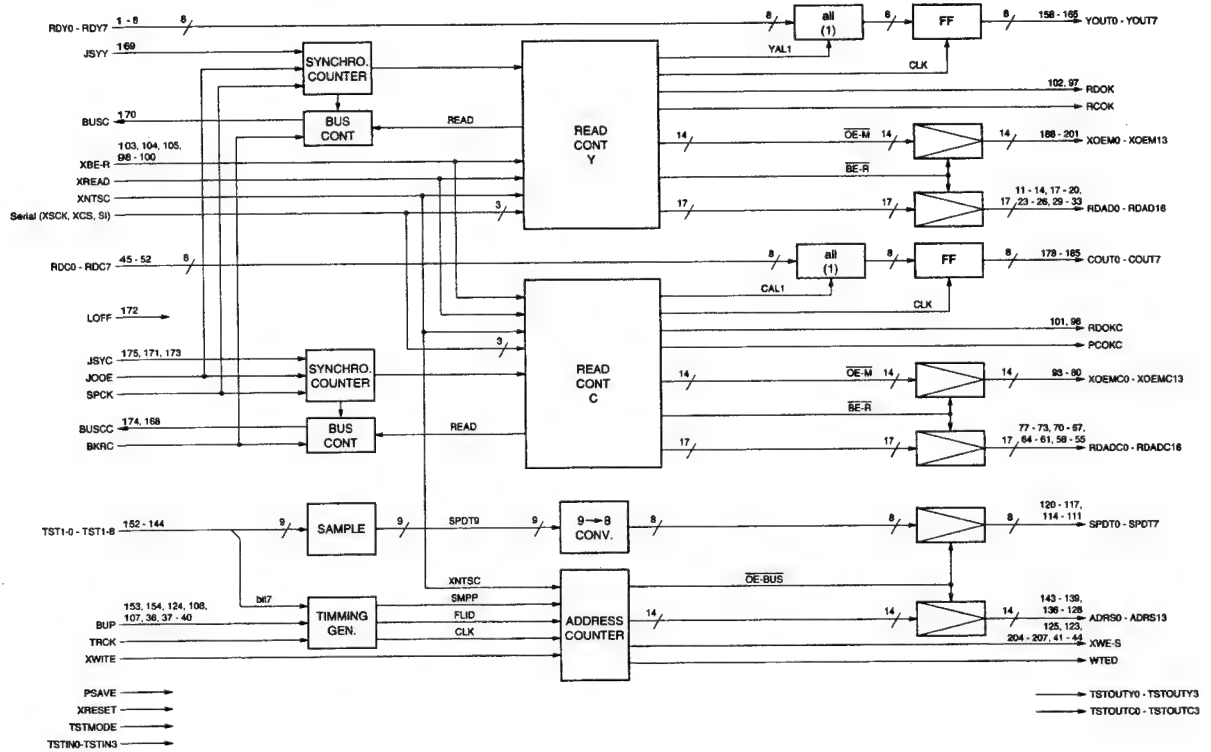 RDY0 - RDY7 1 - 8 8 8 all (1) 8 FF 8 158 - 165 YOUT0 - YOUT7
JSYY 169
SYNCHRO. COUNTER
YAL1 CLK
102, 97 RDOK
RCOK
BUSC 170
BUS CONT
READ
READ CONT Y
14 OE-M 14 14 188 - 201 XOEM0 - XOEM13
103, 104, 105, 98 - 100
XBE-R
BE-R
XREAD
XNTSC
Serial (XSCK, XCS, SI) 3
17 17 17
11 - 14, 17 - 20, 23 - 26, 29 - 33
RDAD0 - RDAD16
RDC0 - RDC7 45 - 52 8 8 all (1) 8 FF 8 178 - 185 COUT0 - COUT7
CAL1 CLK
LOFF 172
101, 96 RDOKC
PCOKC
JSYC 175, 171, 173
3
JOOE
SPCK
SYNCHRO. COUNTER
READ CONT C
14 OE-M 14 14 93 - 80 XOEMC0 - XOEMC13
BE-R
BUSCC 174, 168
BKRC
BUS CONT
READ
17 17 17
77 - 73, 70 - 67, 64 - 61, 58 - 55
RDADC0 - RDADC16
TST1-0 - TST1-8 152 - 144 9 SAMPLE 9 SPDT9 9 9→8 CONV. 8 8 8
120 - 117, 114 - 111
SPDT0 - SPDT7
XNTSC
OE-BUS
bit7
SMPP
153, 154, 124, 108, 107, 36, 37 - 40
BUP
TIMMING GEN.
FLID
CLK
ADDRESS COUNTER
14 14 14
143 - 139, 136 - 128
ADRS0 - ADRS13
TRCK
125, 123, 204 - 207, 41 - 44
XWE-S
XWITE
WTED
PSAVE
XRESET
TSTMODE
TSTIN0-TSTIN3
TSTOUTY0 - TSTOUTY3
TSTOUTC0 - TSTOUTC3